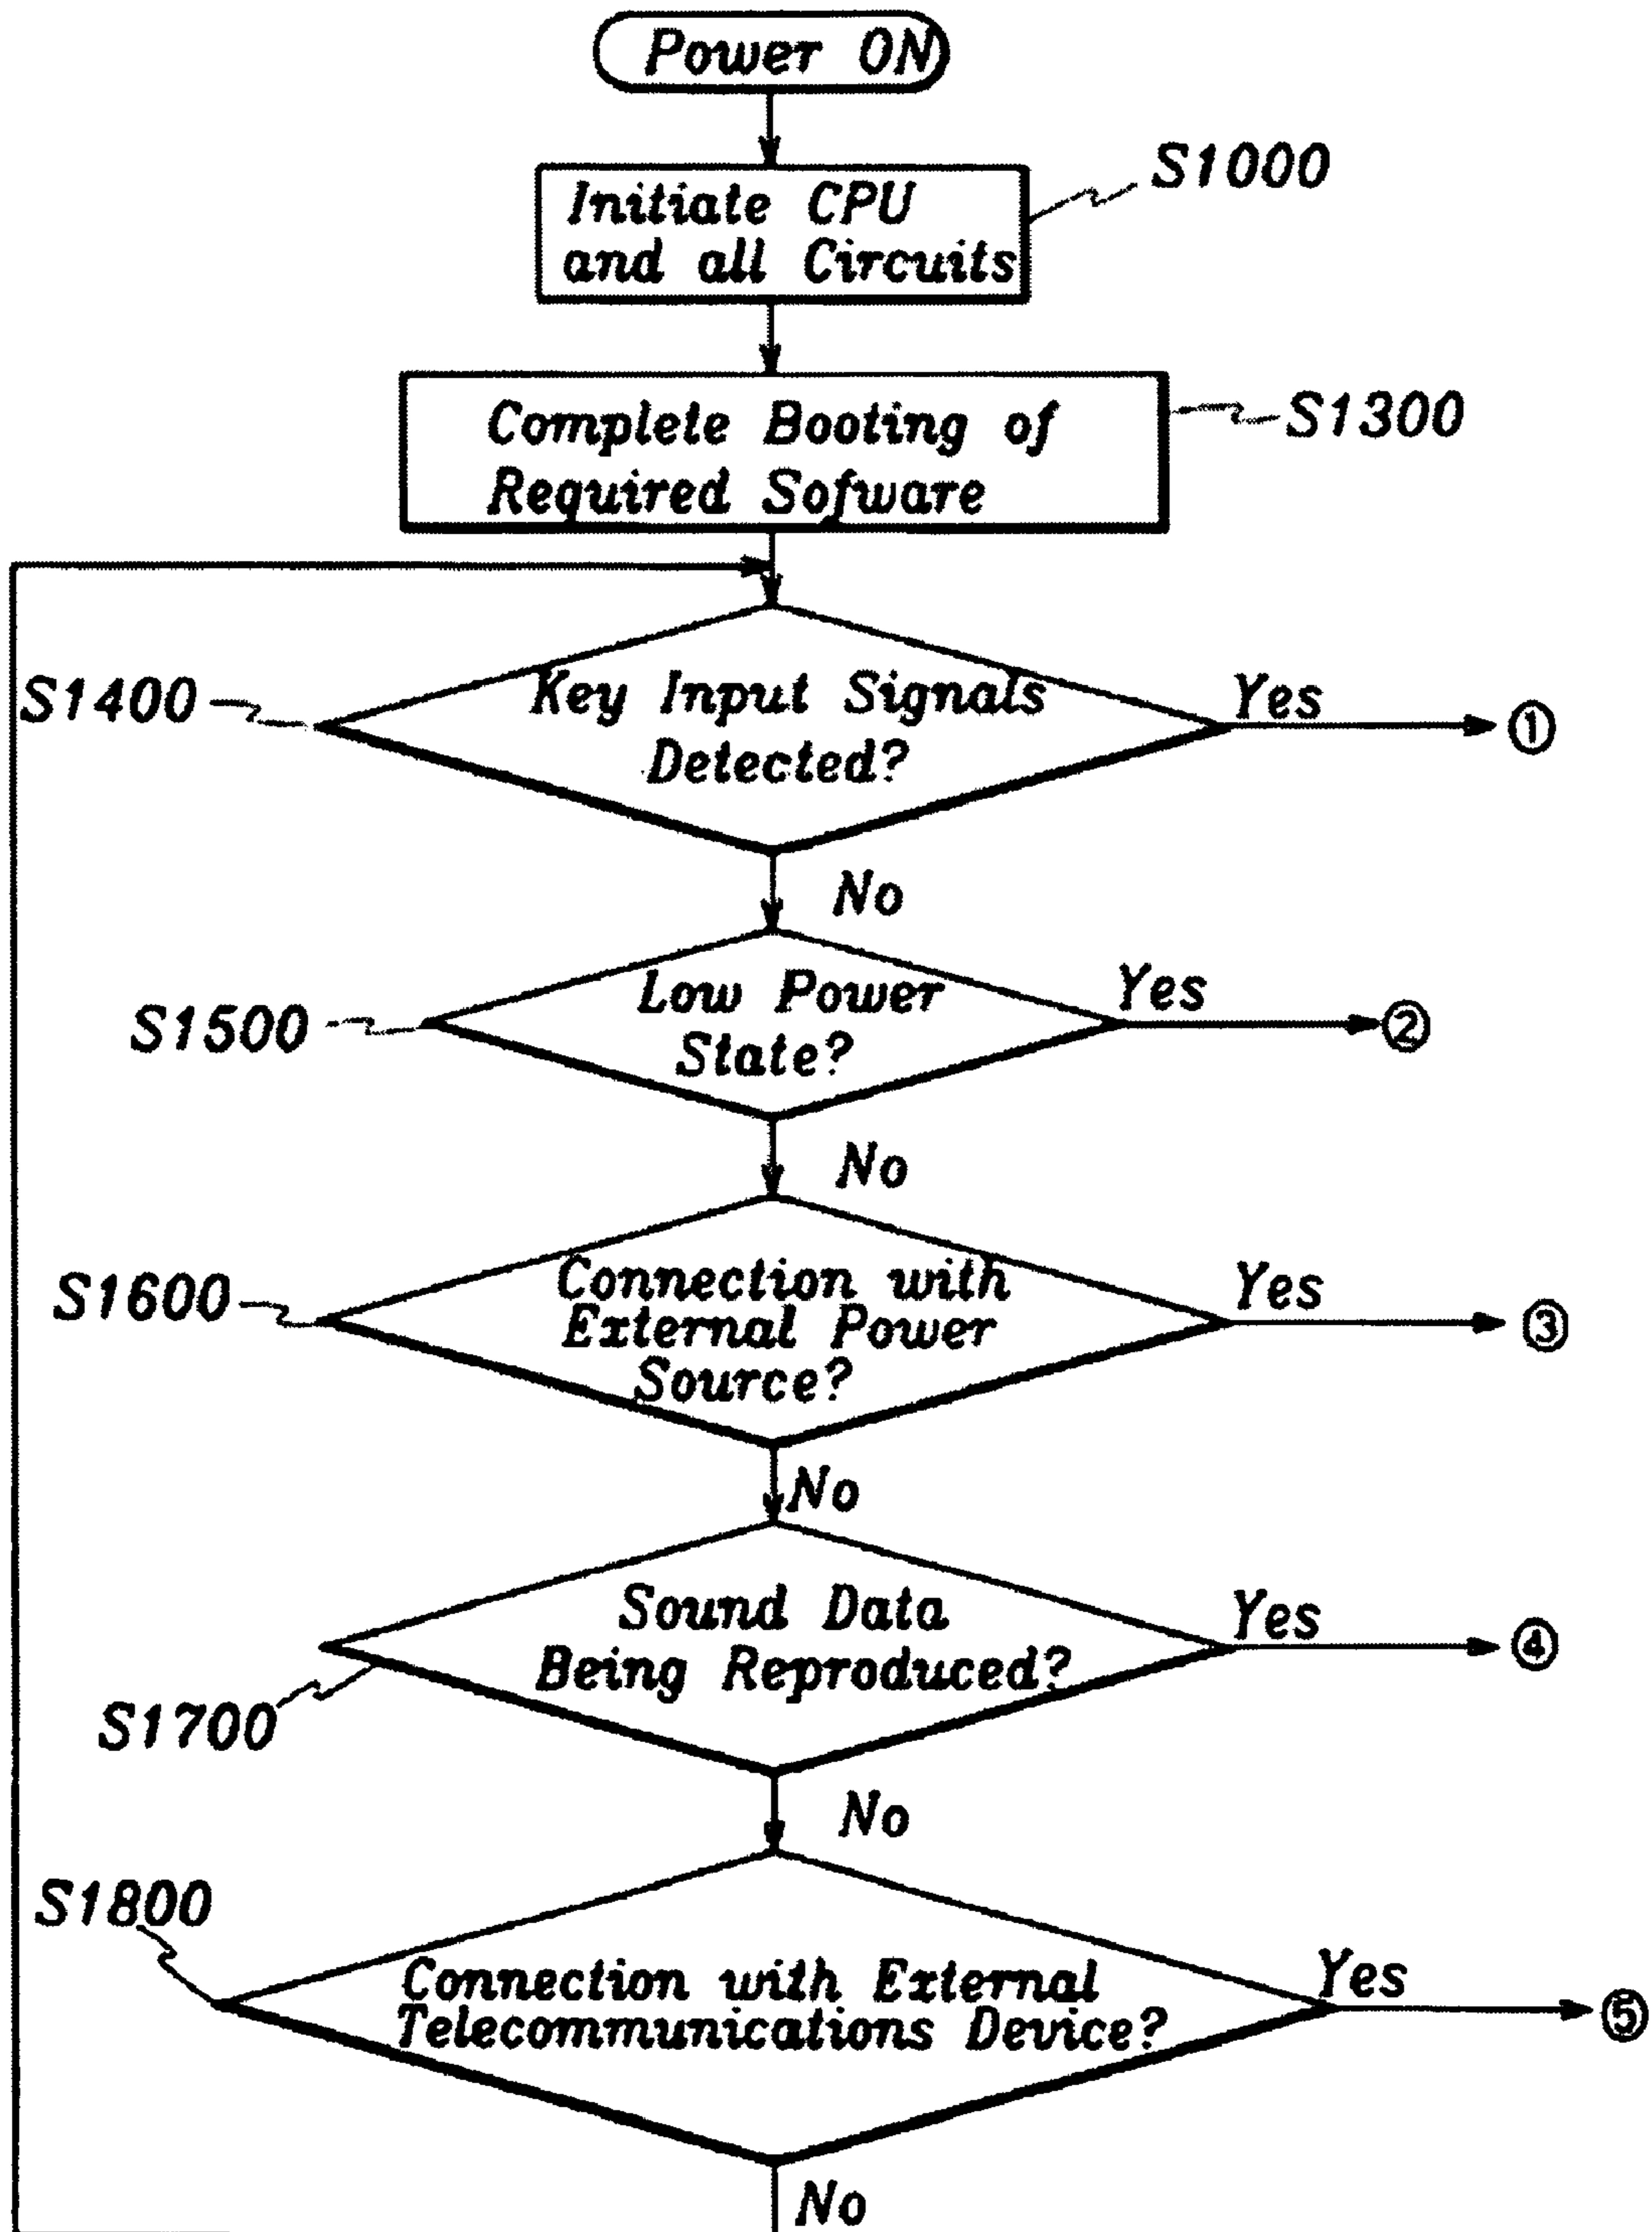 Power ON
Initiate CPU
and all Circuits
S1000
Complete Booting of
Required Sofware
S1300
S1400
Key Input Signals
Detected?
Yes
①
No
S1500
Low Power
State?
Yes
②
No
S1600
Connection with
External Power
Source?
Yes
③
No
S1700
Sound Data
Being Reproduced?
Yes
④
No
S1800
Connection with External
Telecommunications Device?
Yes
⑤
No